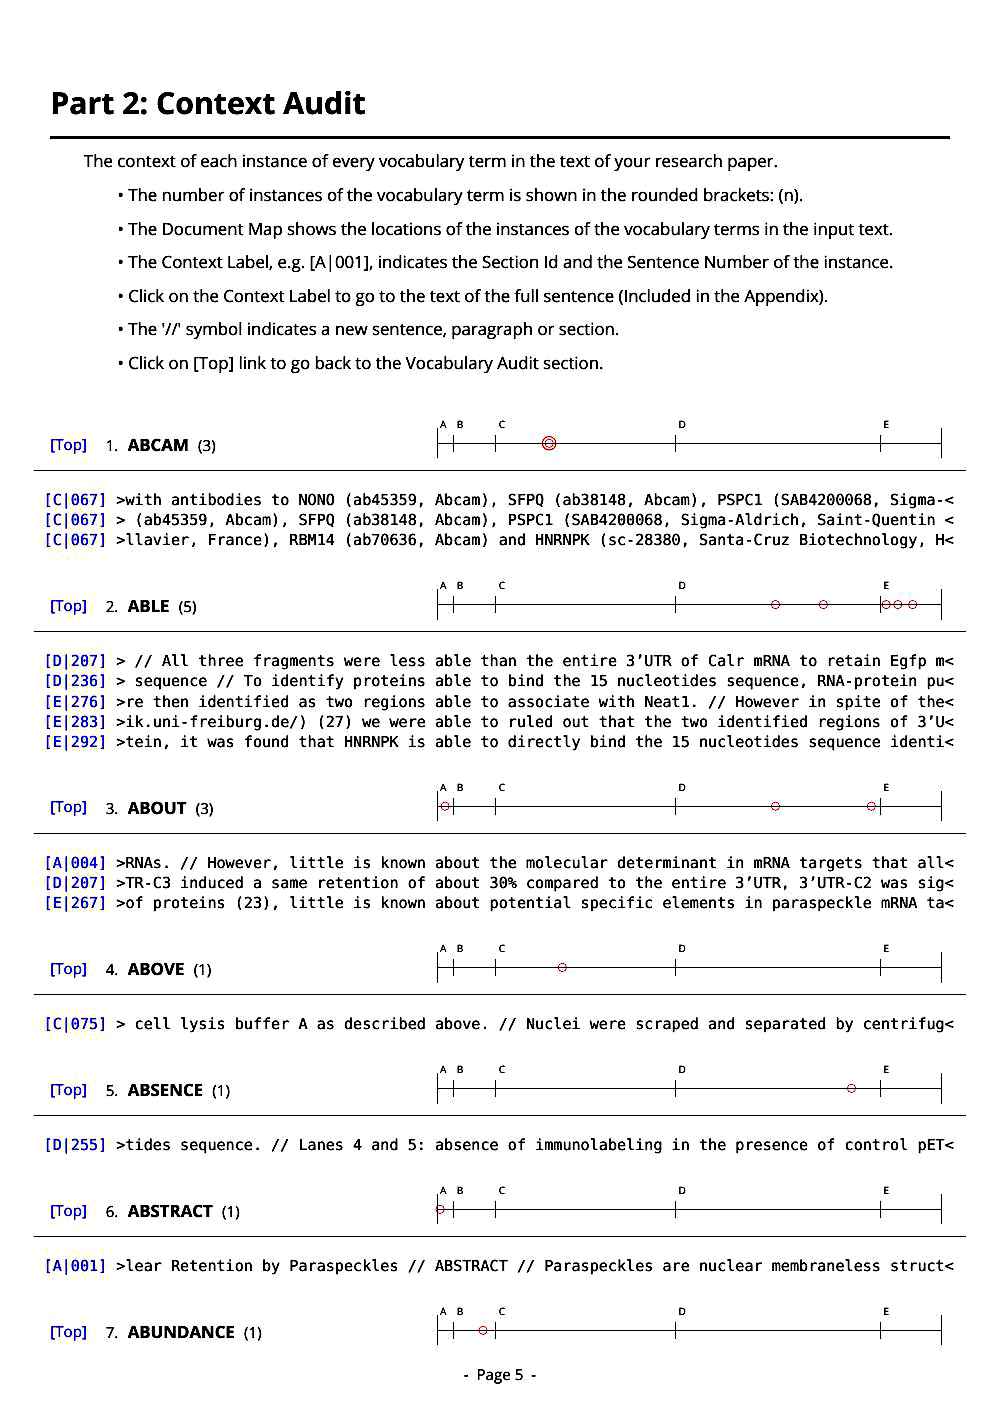 Part 2: Context Audit
The context of each instance of every vocabulary term in the text of your research paper.
• The number of instances of the vocabulary term is shown in the rounded brackets: (n).
• The Document Map shows the locations of the instances of the vocabulary terms in the input text.
• The Context Label, e.g. [A|001], indicates the Section Id and the Sentence Number of the instance.
• Click on the Context Label to go to the text of the full sentence (Included in the Appendix).
• The '//' symbol indicates a new sentence, paragraph or section.
• Click on [Top] link to go back to the Vocabulary Audit section.
A B C D E
[Top] 1. ABCAM (3)
[C|067] >with antibodies to NONO (ab45359, Abcam), SFPQ (ab38148, Abcam), PSPC1 (SAB4200068, Sigma-<
[C|067] > (ab45359, Abcam), SFPQ (ab38148, Abcam), PSPC1 (SAB4200068, Sigma-Aldrich, Saint-Quentin <
[C|067] >llavier, France), RBM14 (ab70636, Abcam) and HNRNPK (sc-28380, Santa-Cruz Biotechnology, H<
A B C D E
[Top] 2. ABLE (5)
[D|207] > // All three fragments were less able than the entire 3’UTR of Calr mRNA to retain Egfp m<
[D|236] > sequence // To identify proteins able to bind the 15 nucleotides sequence, RNA-protein pu<
[E|276] >re then identified as two regions able to associate with Neat1. // However in spite of the<
[E|283] >ik.uni-freiburg.de/) (27) we were able to ruled out that the two identified regions of 3’U<
[E|292] >tein, it was found that HNRNPK is able to directly bind the 15 nucleotides sequence identi<
A B C D E
[Top] 3. ABOUT (3)
[A|004] >RNAs. // However, little is known about the molecular determinant in mRNA targets that all<
[D|207] >TR-C3 induced a same retention of about 30% compared to the entire 3’UTR, 3’UTR-C2 was sig<
[E|267] >of proteins (23), little is known about potential specific elements in paraspeckle mRNA ta<
A B C D E
[Top] 4. ABOVE (1)
[C|075] > cell lysis buffer A as described above. // Nuclei were scraped and separated by centrifug<
A B C D E
[Top] 5. ABSENCE (1)
[D|255] >tides sequence. // Lanes 4 and 5: absence of immunolabeling in the presence of control pET<
A B C D E
[Top] 6. ABSTRACT (1)
[A|001] >lear Retention by Paraspeckles // ABSTRACT // Paraspeckles are nuclear membraneless struct<
A B C D E
[Top] 7. ABUNDANCE (1)
- Page 5 -